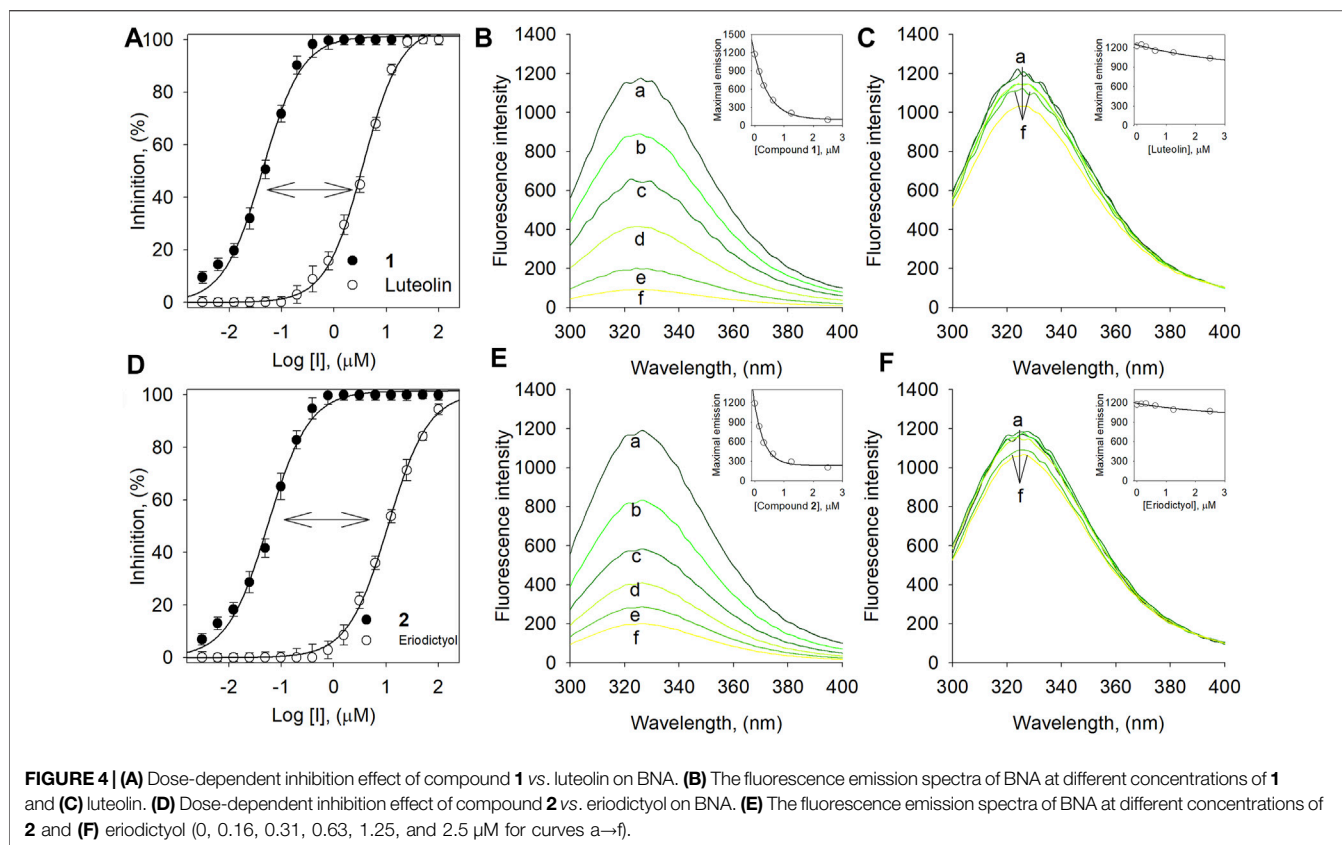 A
Inhinition, (%)
100
80
60
40
20
0
1
Luteolin
-2 -1 0 1 2
Log [I], (µM)
B
Fluorescence intensity
1400
1200
1000
800
600
400
200
0
a
b
c
d
e
f
300 320 340 360 380 400
Wavelength, (nm)
Maximal emission
1500
1200
900
600
300
0
0 1 2 3
[Compound 1], µM
C
Fluorescence intensity
1400
1200
1000
800
600
400
200
0
a
f
300 320 340 360 380 400
Wavelength, (nm)
Maximal emission
1500
1200
900
600
300
0
0 1 2 3
[Luteolin], µM
D
Inhinition, (%)
100
80
60
40
20
0
2
Eriodictyol
-2 -1 0 1 2
Log [I], (µM)
E
Fluorescence intensity
1400
1200
1000
800
600
400
200
0
a
b
c
d
e
f
300 320 340 360 380 400
Wavelength, (nm)
Maximal emission
1200
900
600
300
0
0 1 2 3
[Compound 2], µM
F
Fluorescence intensity
1400
1200
1000
800
600
400
200
0
a
f
300 320 340 360 380 400
Wavelength, (nm)
Maximal emission
1200
900
600
300
0
0 1 2 3
[Eriodictyol], µM
FIGURE 4 | (A) Dose-dependent inhibition effect of compound 1 vs. luteolin on BNA. (B) The fluorescence emission spectra of BNA at different concentrations of 1
and (C) luteolin. (D) Dose-dependent inhibition effect of compound 2 vs. eriodictyol on BNA. (E) The fluorescence emission spectra of BNA at different concentrations of
2 and (F) eriodictyol (0, 0.16, 0.31, 0.63, 1.25, and 2.5 µM for curves a→f).